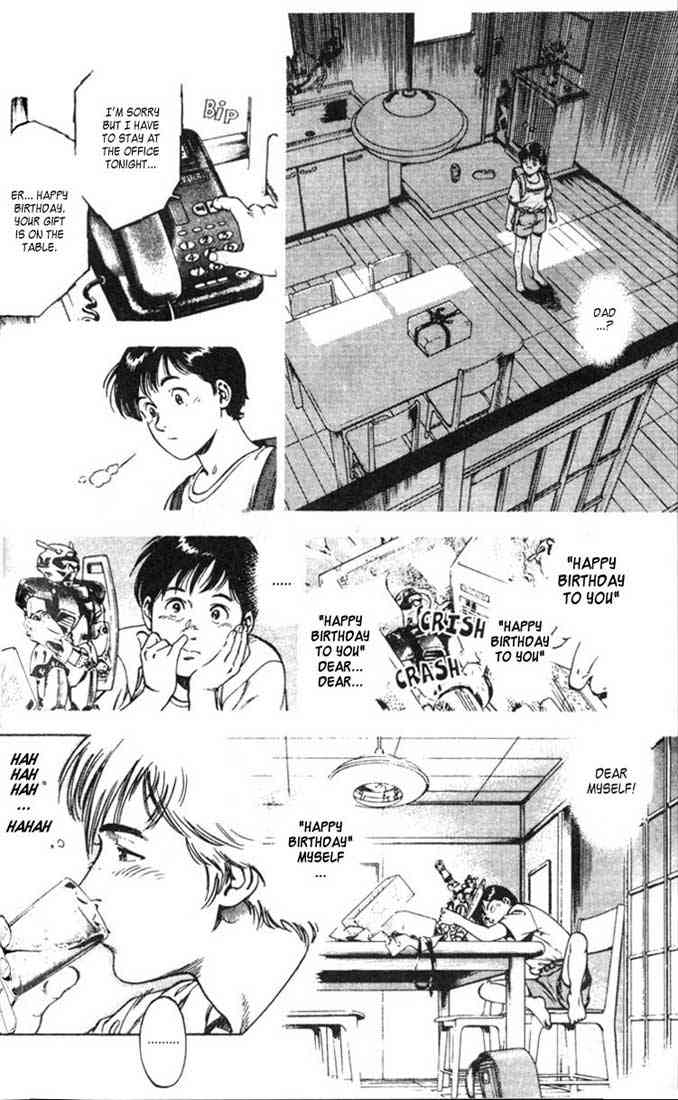 DAD
...?
BIP
I'M SORRY
BUT I HAVE
TO STAY AT
THE OFFICE
TONIGHT...
ER... HAPPY
BIRTHDAY.
YOUR GIFT
IS ON THE
TABLE.
"HAPPY
BIRTHDAY
TO YOU"
"HAPPY
BIRTHDAY
TO YOU"
CRISH
CRASH
"HAPPY
BIRTHDAY
TO YOU"
DEAR...
DEAR...
.....
DEAR
MYSELF!
"HAPPY
BIRTHDAY"
MYSELF
...
HAH
HAH
HAH
...
HAHAH
.........